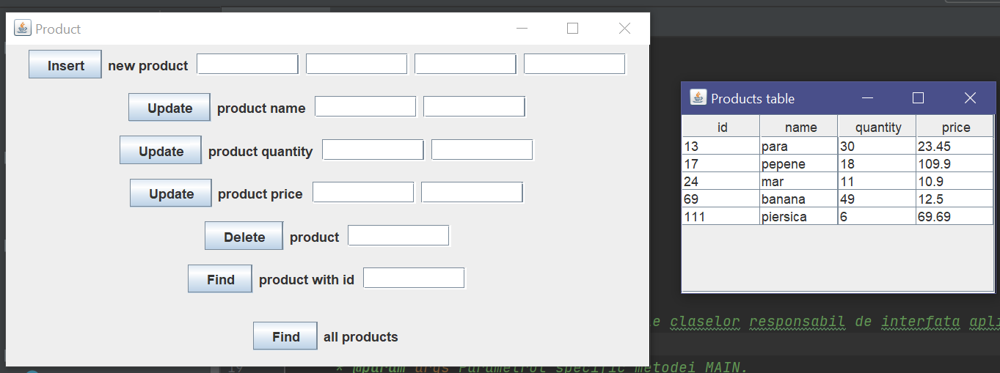 Product
Insert new product
Update product name
Update product quantity
Update product price
Delete product
Find product with id
Find all products
Products table
id name quantity price
13 para 30 23.45
17 pepene 18 109.9
24 mar 11 10.9
69 banana 49 12.5
111 piersica 6 69.69
claselor responsabil de interfata
19 * @param args Parametrul specific metodei MAIN.